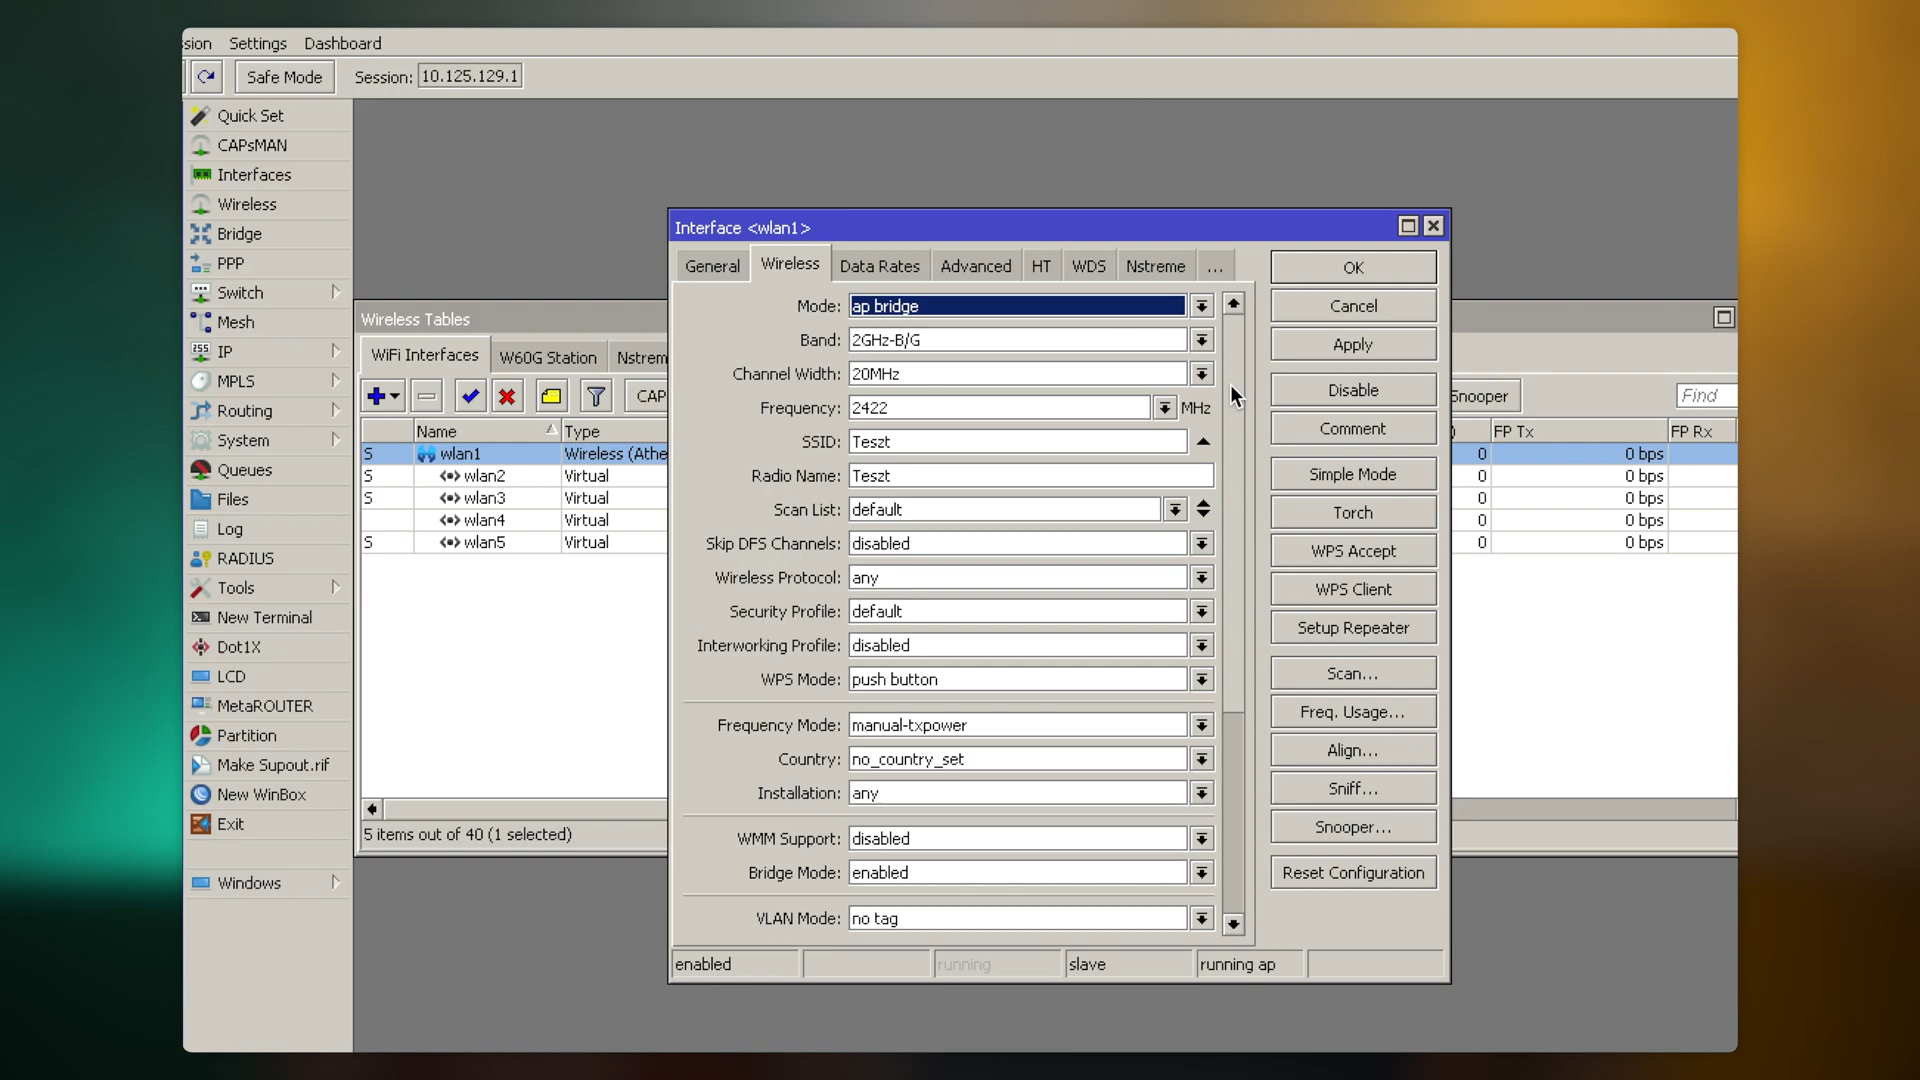 sion Settings Dashboard
Safe Mode Session: 10.125.129.1
Quick Set
CAPsMAN
Interfaces
Wireless
Bridge
PPP
Switch
Mesh
IP
MPLS
Routing
System
Queues
Files
Log
RADIUS
Tools
New Terminal
Dot1X
LCD
MetaROUTER
Partition
Make Supout.rif
New WinBox
Exit
Windows
Wireless Tables
WiFi Interfaces W60G Station Nstrem
CAP Snooper Find
Name Type FP Tx FP Rx
S wlan1 Wireless (Athe 0 0 bps
S wlan2 Virtual 0 0 bps
S wlan3 Virtual 0 0 bps
wlan4 Virtual 0 0 bps
S wlan5 Virtual 0 0 bps
5 items out of 40 (1 selected)
Interface <wlan1>
General Wireless Data Rates Advanced HT WDS Nstreme ...
Mode: ap bridge
Band: 2GHz-B/G
Channel Width: 20MHz
Frequency: 2422 MHz
SSID: Teszt
Radio Name: Teszt
Scan List: default
Skip DFS Channels: disabled
Wireless Protocol: any
Security Profile: default
Interworking Profile: disabled
WPS Mode: push button
Frequency Mode: manual-txpower
Country: no_country_set
Installation: any
WMM Support: disabled
Bridge Mode: enabled
VLAN Mode: no tag
OK
Cancel
Apply
Disable
Comment
Simple Mode
Torch
WPS Accept
WPS Client
Setup Repeater
Scan...
Freq. Usage...
Align...
Sniff...
Snooper...
Reset Configuration
enabled running slave running ap